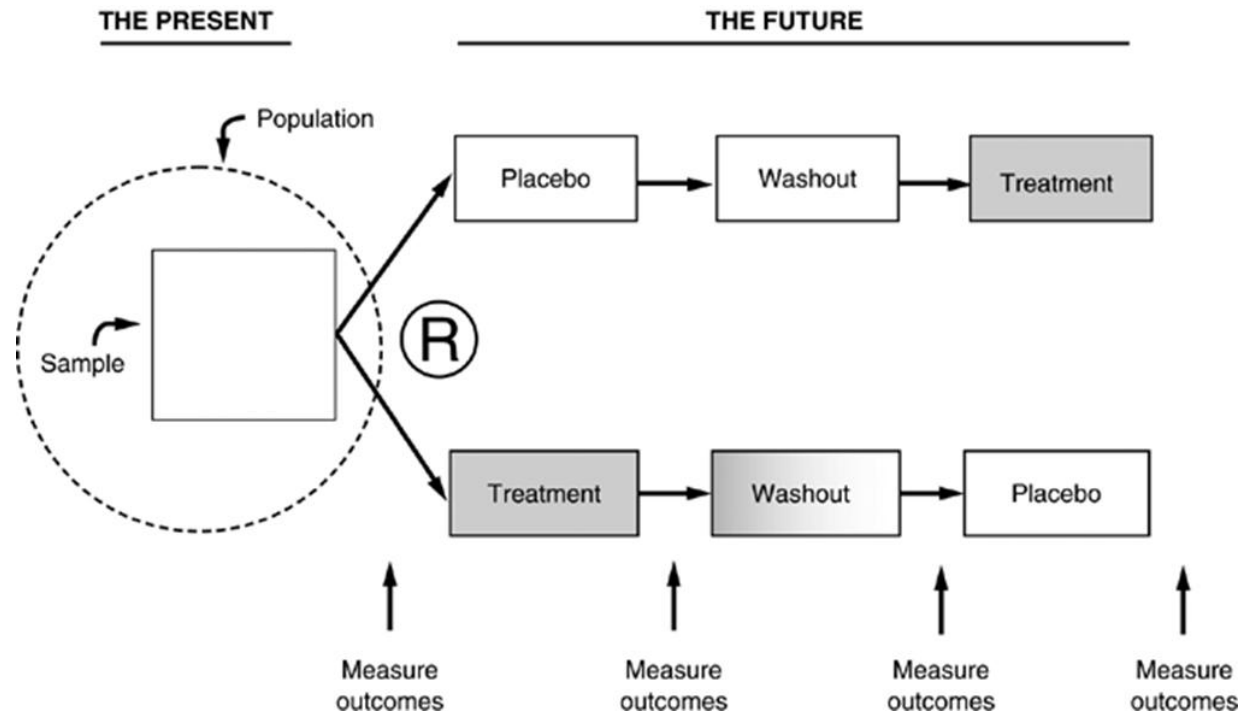 THE PRESENT
THE FUTURE
Population
Placebo
Washout
Treatment
Sample
R
Treatment
Washout
Placebo
Measure
outcomes
Measure
outcomes
Measure
outcomes
Measure
outcomes